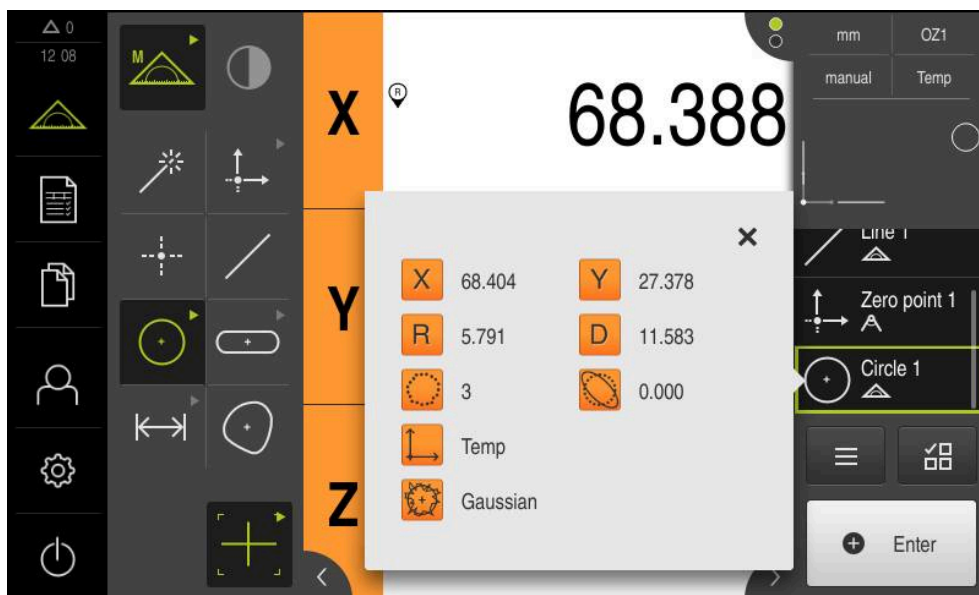 0
12 08
M
X
R
68.388
Y
Z
X
68.404
Y
27.378
R
5.791
D
11.583
3
0.000
Temp
Gaussian
mm
OZ1
manual
Temp
Line 1
Zero point 1
Circle 1
Enter